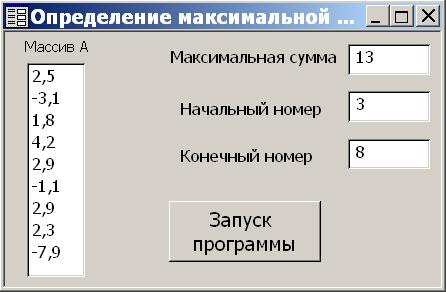 Определение максимальной ...
Массив А
2,5
-3,1
1,8
4,2
2,9
-1,1
2,9
2,3
-7,9
Максимальная сумма 13
Начальный номер 3
Конечный номер 8
Запуск
программы